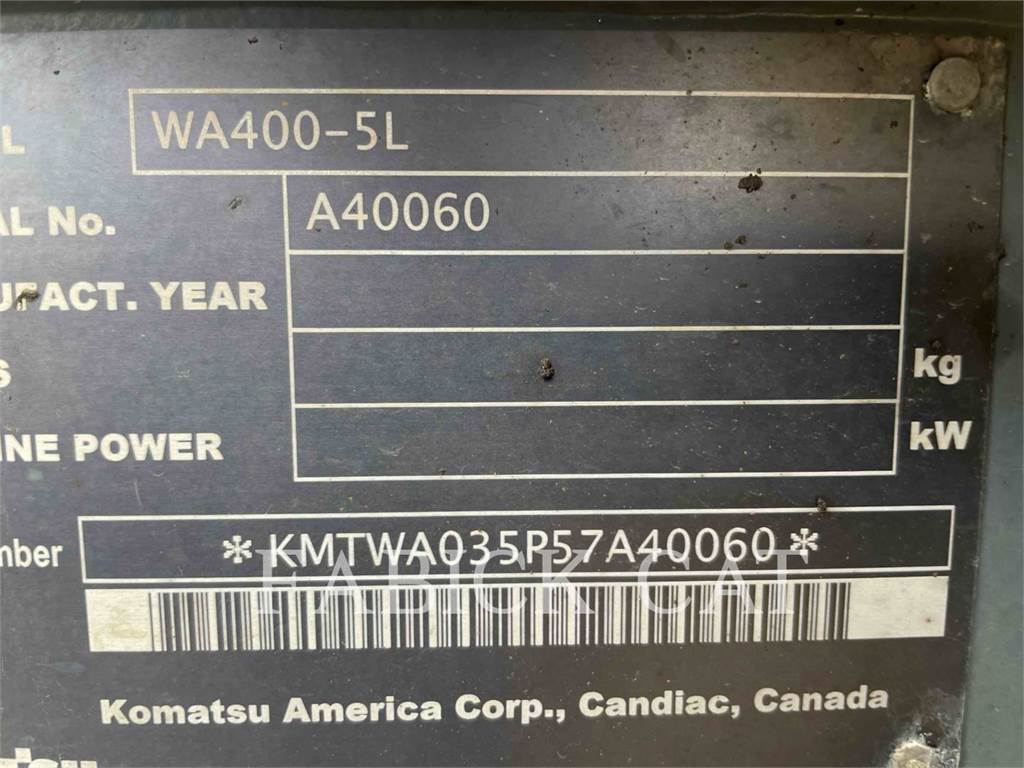 L WA400-5L
AL No. A40060
UFACT. YEAR
S kg
INE POWER kW
mber *KMTWA035P57A40060*
FABICK CAT
Komatsu America Corp., Candiac, Canada